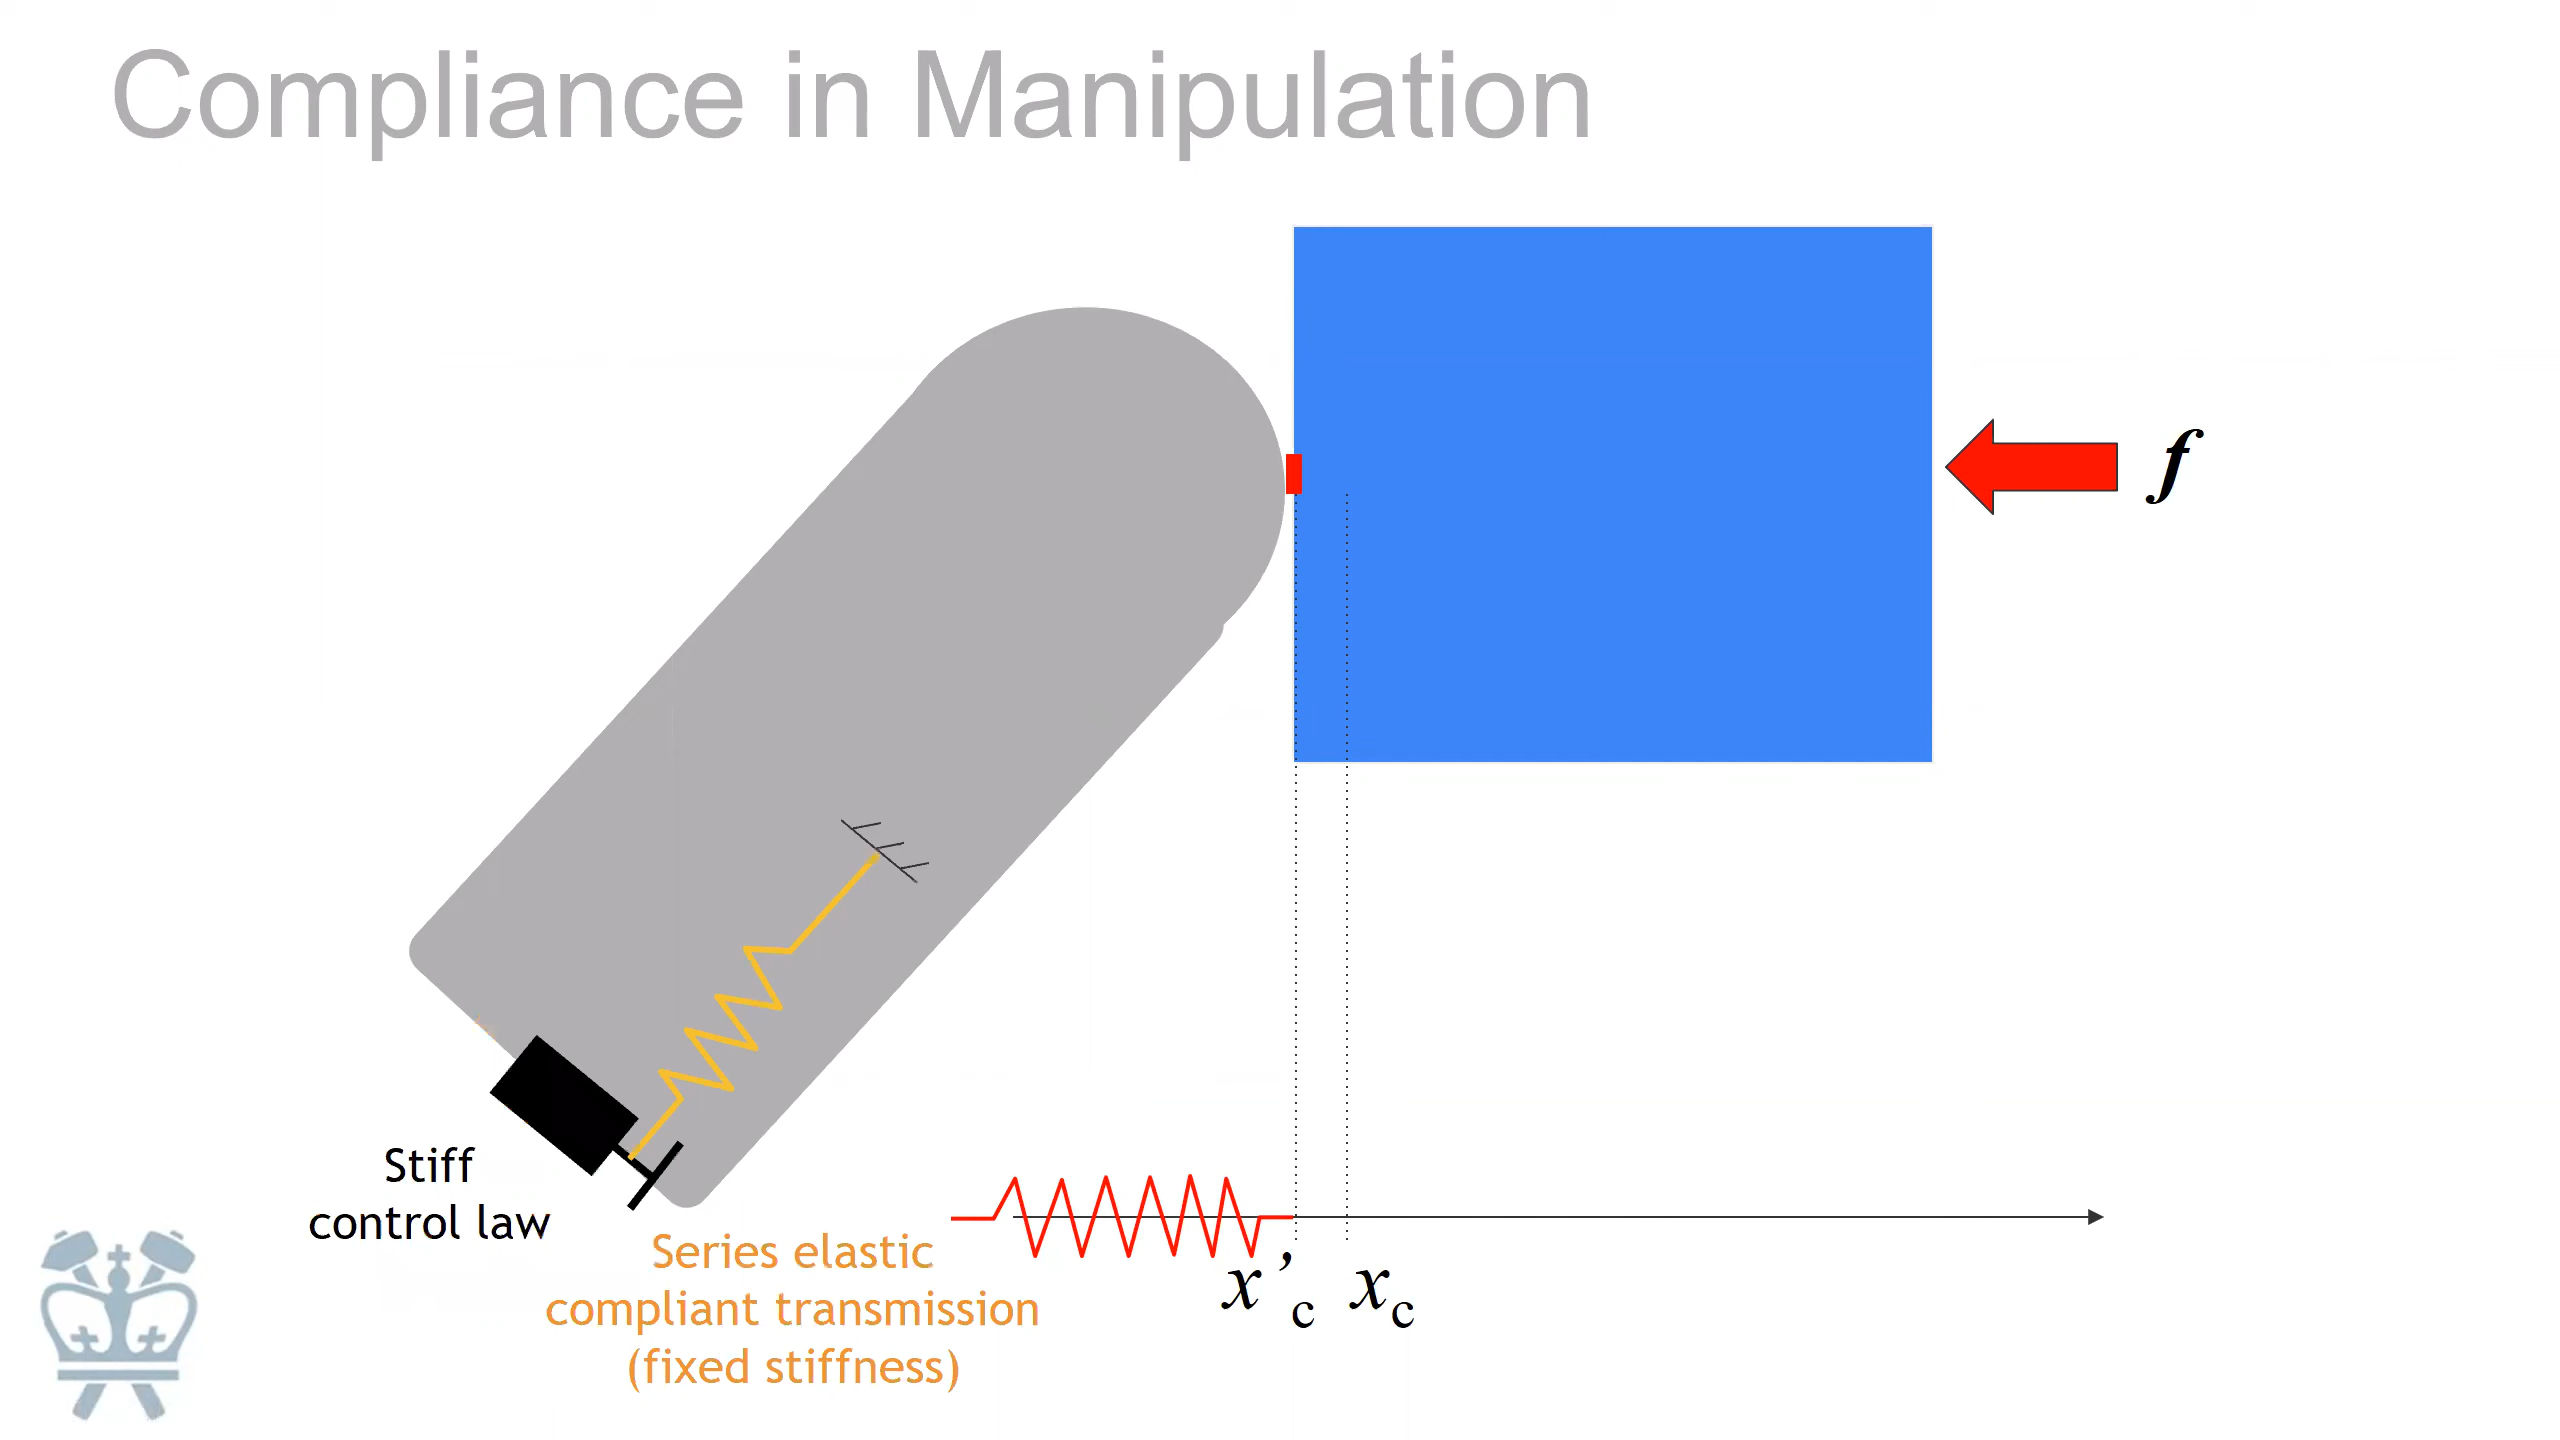 Compliance in Manipulation
f
Stiff
control law
Series elastic
compliant transmission
(fixed stiffness)
x’c xc